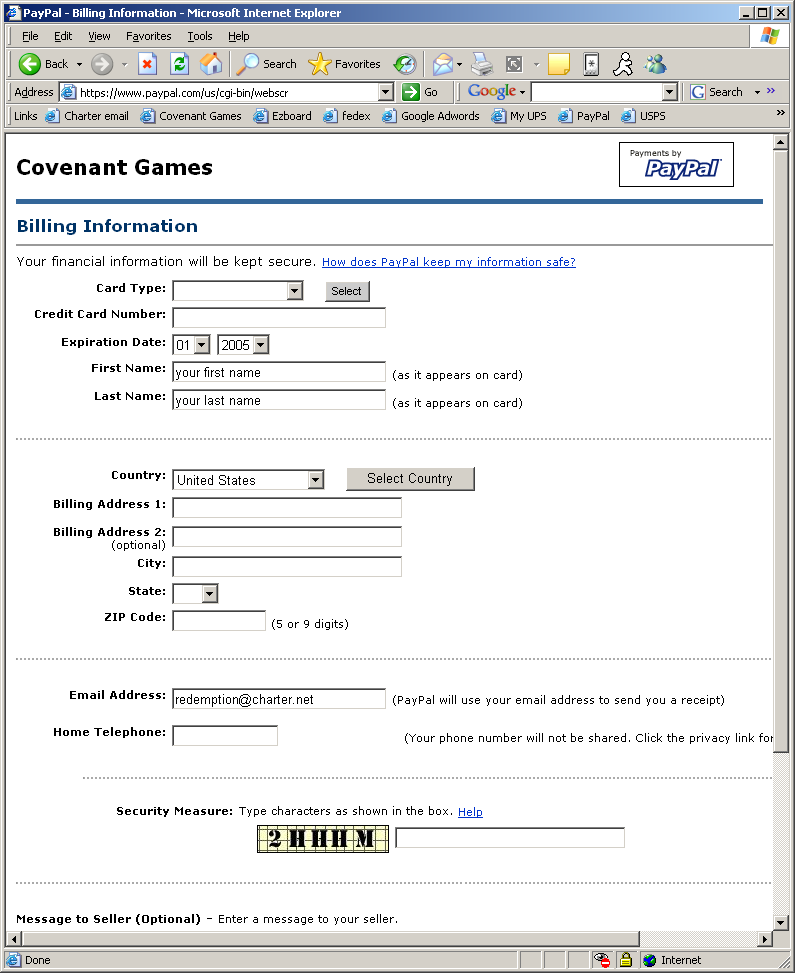 PayPal - Billing Information - Microsoft Internet Explorer
File Edit View Favorites Tools Help
Back Search Favorites
Address https://www.paypal.com/us/cgi-bin/webscr Go Google G Search »
Links Charter email Covenant Games Ezboard fedex Google Adwords My UPS PayPal USPS »
Covenant Games
Payments by
PayPal
Billing Information
Your financial information will be kept secure. How does PayPal keep my information safe?
Card Type: Select
Credit Card Number:
Expiration Date: 01 2005
First Name: your first name (as it appears on card)
Last Name: your last name (as it appears on card)
Country: United States Select Country
Billing Address 1:
Billing Address 2:
(optional)
City:
State:
ZIP Code: (5 or 9 digits)
Email Address: redemption@charter.net (PayPal will use your email address to send you a receipt)
Home Telephone: (Your phone number will not be shared. Click the privacy link for
Security Measure: Type characters as shown in the box. Help
2HHHM
Message to Seller (Optional) - Enter a message to your seller.
Done Internet